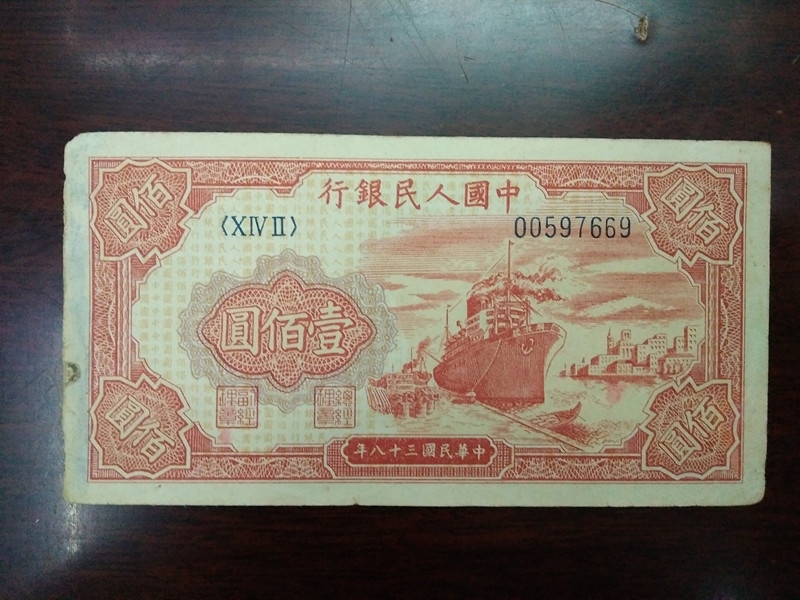 中國人民銀行
〈XIVⅡ〉
00597669
佰圓
佰圓
壹佰圓
佰圓
佰圓
中華民國三十八年